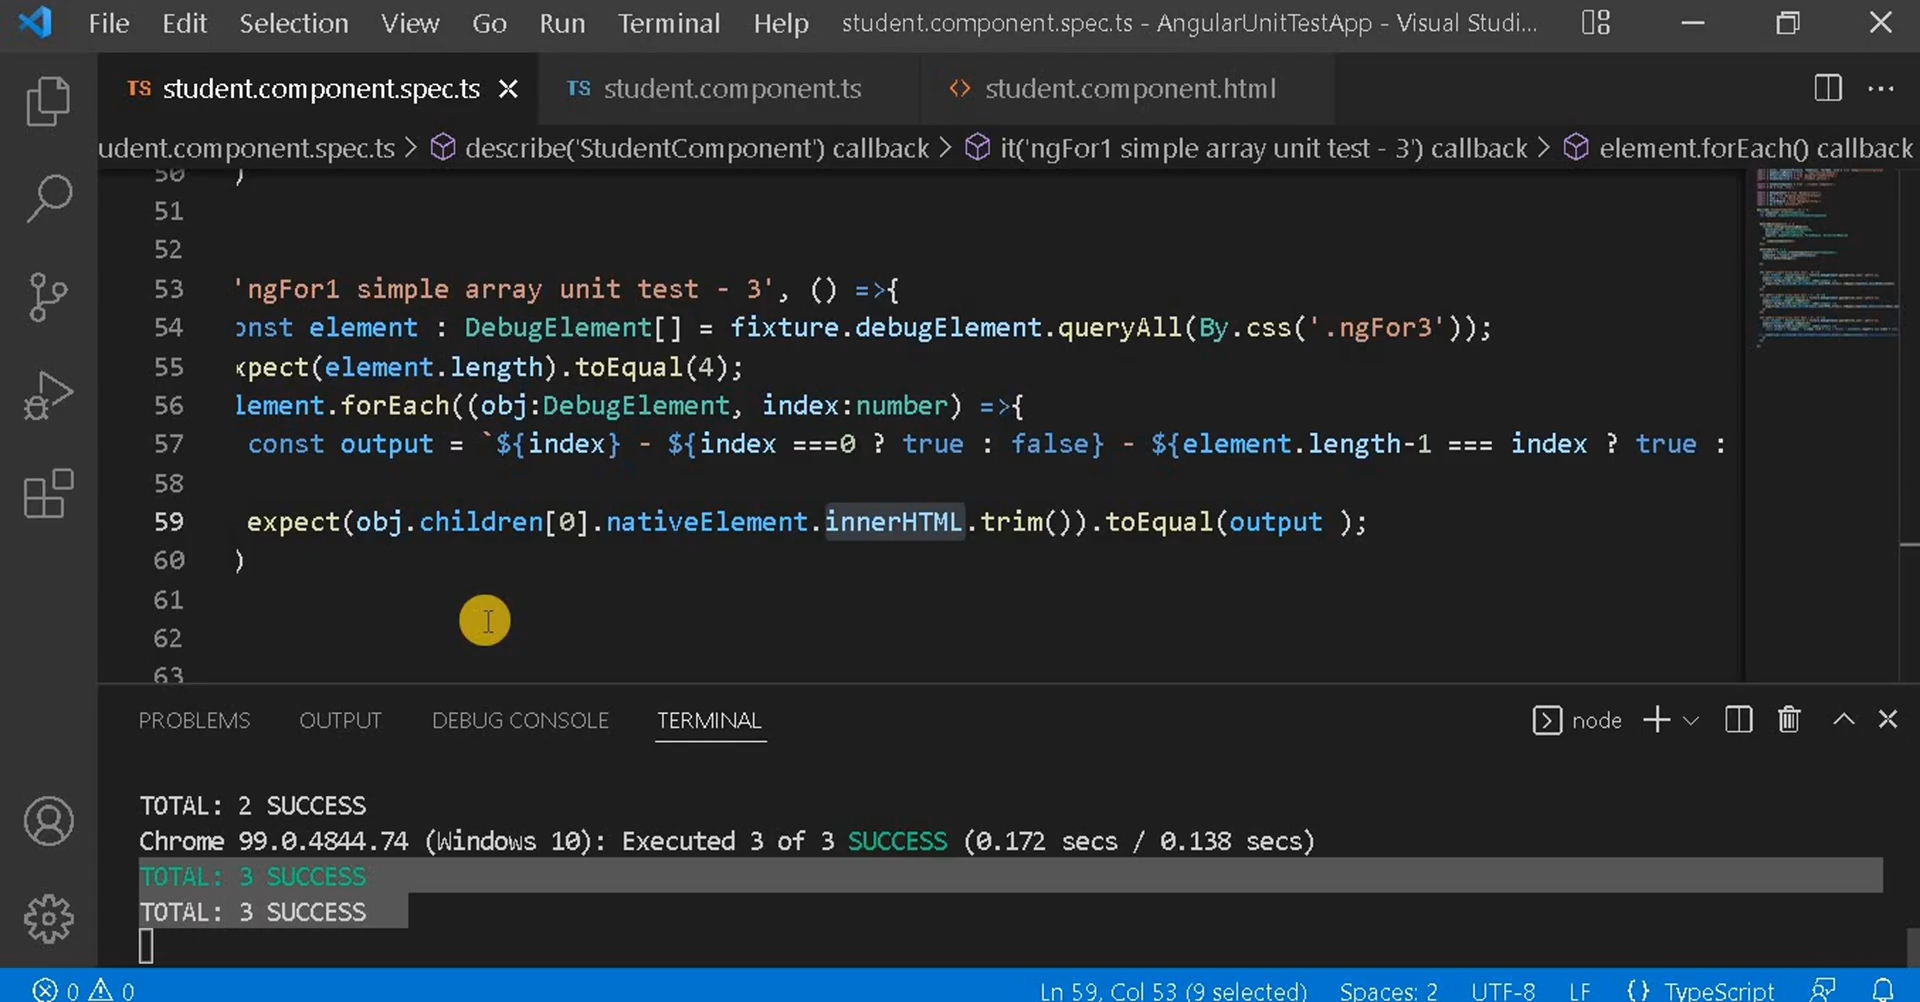 File Edit Selection View Go Run Terminal Help student.component.spec.ts - AngularUnitTestApp - Visual Studi...
TS student.component.spec.ts TS student.component.ts <> student.component.html
udent.component.spec.ts > describe('StudentComponent') callback > it('ngFor1 simple array unit test - 3') callback > element.forEach() callback
50 )
51
52
53 'ngFor1 simple array unit test - 3', () =>{
54 onst element : DebugElement[] = fixture.debugElement.queryAll(By.css('.ngFor3'));
55 xpect(element.length).toEqual(4);
56 lement.forEach((obj:DebugElement, index:number) =>{
57 const output = `${index} - ${index ===0 ? true : false} - ${element.length-1 === index ? true :
58
59 expect(obj.children[0].nativeElement.innerHTML.trim()).toEqual(output );
60 )
61
62
63
PROBLEMS OUTPUT DEBUG CONSOLE TERMINAL node
TOTAL: 2 SUCCESS
Chrome 99.0.4844.74 (Windows 10): Executed 3 of 3 SUCCESS (0.172 secs / 0.138 secs)
TOTAL: 3 SUCCESS
TOTAL: 3 SUCCESS
0 0 Ln 59, Col 53 (9 selected) Spaces: 2 UTF-8 LF {} TypeScript